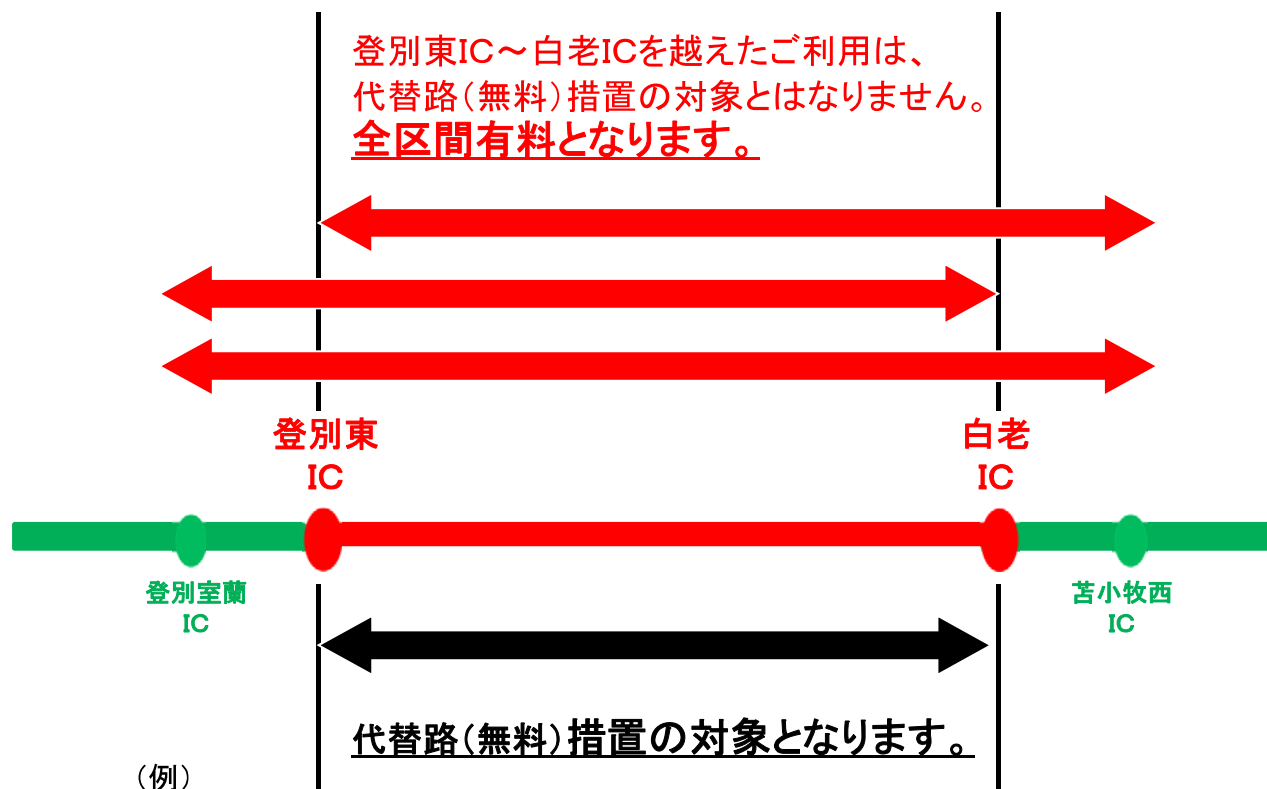 登別東IC～白老ICを越えたご利用は、
代替路（無料）措置の対象とはなりません。
全区間有料となります。
登別東
IC
白老
IC
登別室蘭
IC
苫小牧西
IC
代替路（無料）措置の対象となります。
（例）